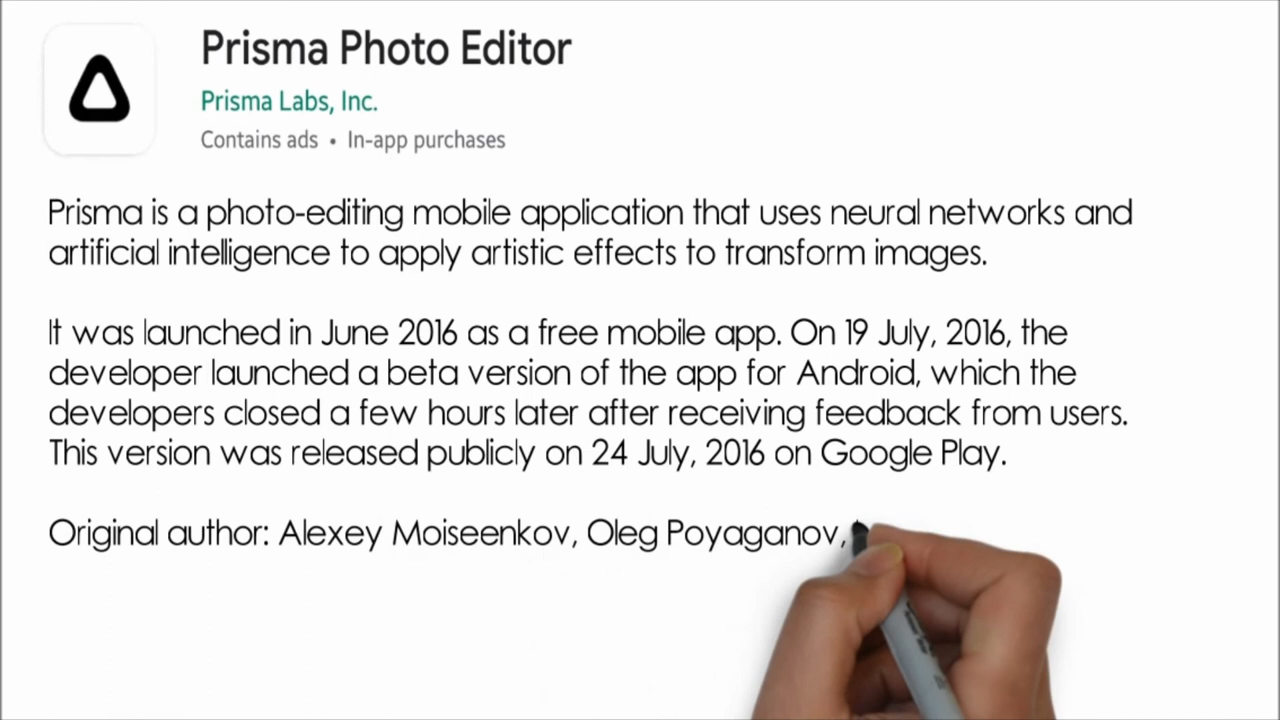 Prisma Photo Editor
Prisma Labs, Inc.
Contains ads • In-app purchases
Prisma is a photo-editing mobile application that uses neural networks and
artificial intelligence to apply artistic effects to transform images.
It was launched in June 2016 as a free mobile app. On 19 July, 2016, the
developer launched a beta version of the app for Android, which the
developers closed a few hours later after receiving feedback from users.
This version was released publicly on 24 July, 2016 on Google Play.
Original author: Alexey Moiseenkov, Oleg Poyaganov,